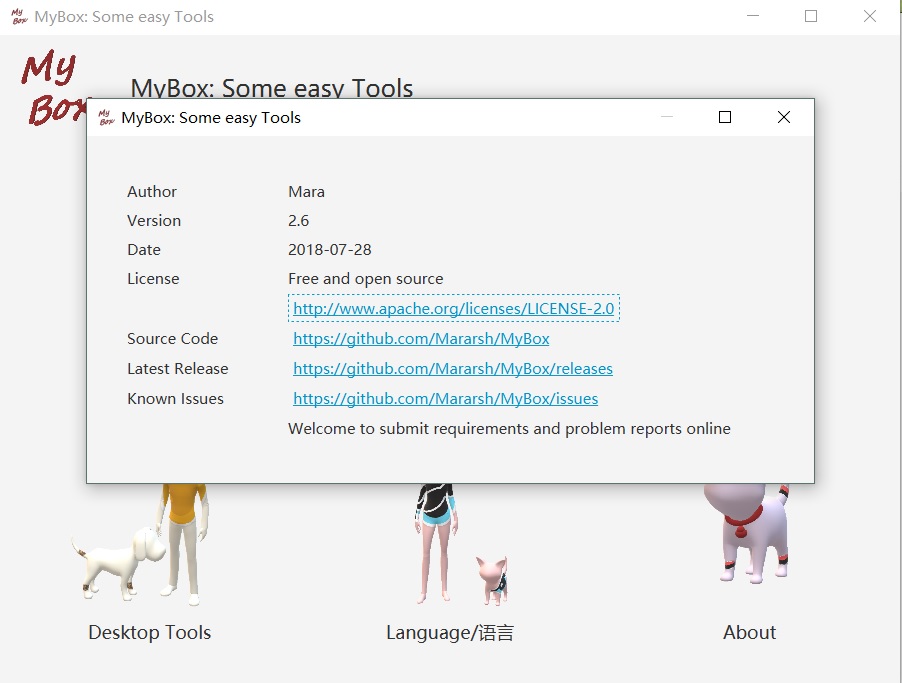 My Box MyBox: Some easy Tools
My
Box
MyBox: Some easy Tools
My Box MyBox: Some easy Tools
Author Mara
Version 2.6
Date 2018-07-28
License Free and open source
http://www.apache.org/licenses/LICENSE-2.0
Source Code https://github.com/Mararsh/MyBox
Latest Release https://github.com/Mararsh/MyBox/releases
Known Issues https://github.com/Mararsh/MyBox/issues
Welcome to submit requirements and problem reports online
Desktop Tools Language/语言 About